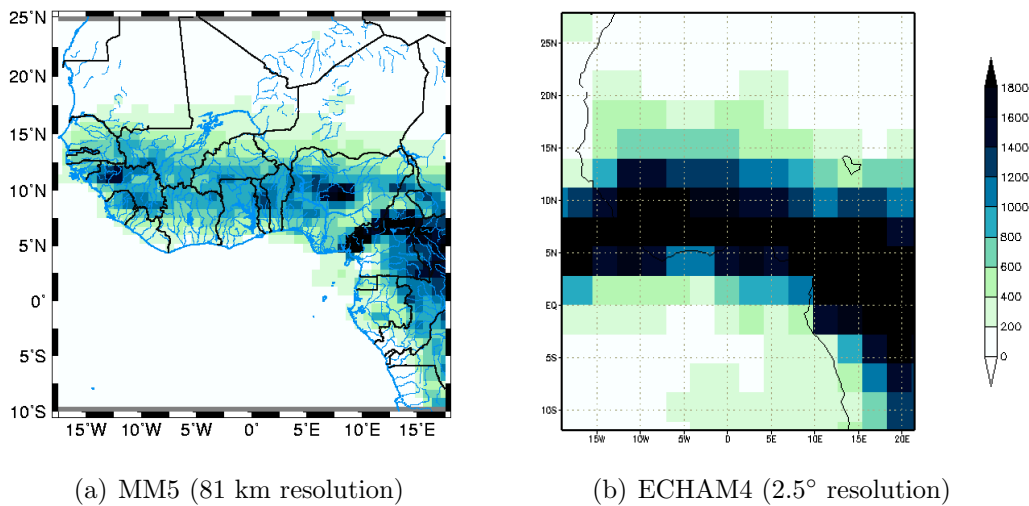 25˚N
20˚N
15˚N
10˚N
5˚N
0˚
5˚S
10˚S
15˚W 10˚W 5˚W 0˚ 5˚E 10˚E 15˚E
25N
20N
15N
10N
5N
EQ
5S
10S
15W 10W 5W 0 5E 10E 15E 20E
1800
1600
1400
1200
1000
800
600
400
200
0
(a) MM5 (81 km resolution)
(b) ECHAM4 (2.5° resolution)